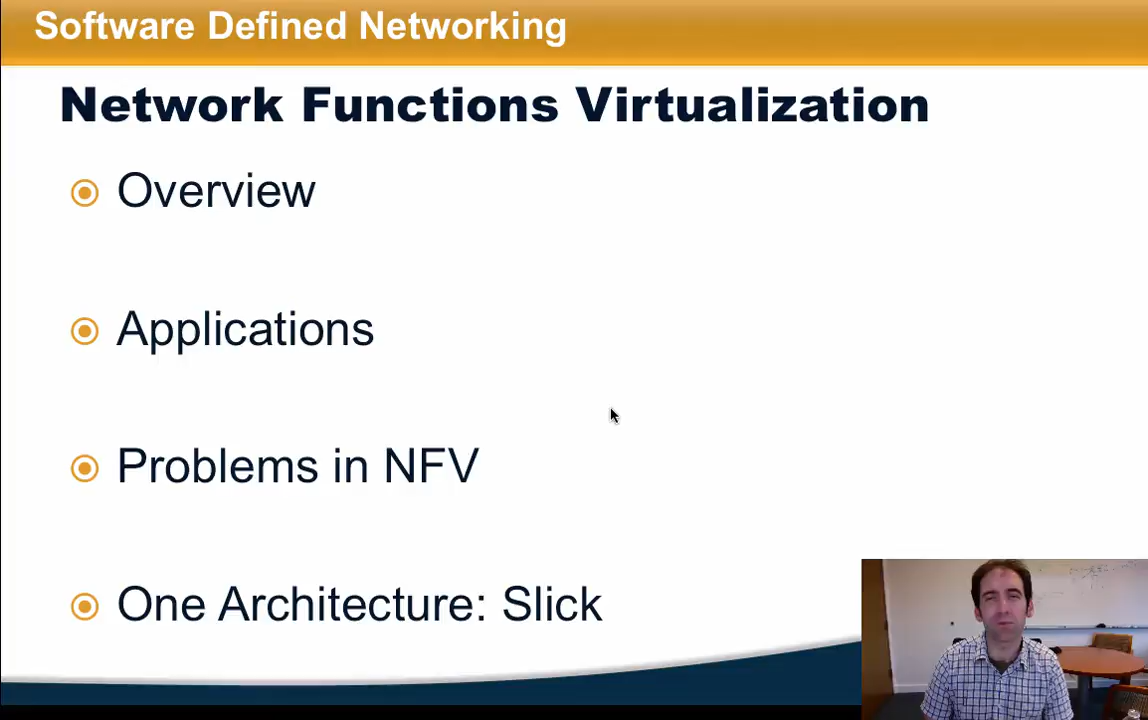 Software Defined Networking
Network Functions Virtualization
Overview
Applications
Problems in NFV
One Architecture: Slick